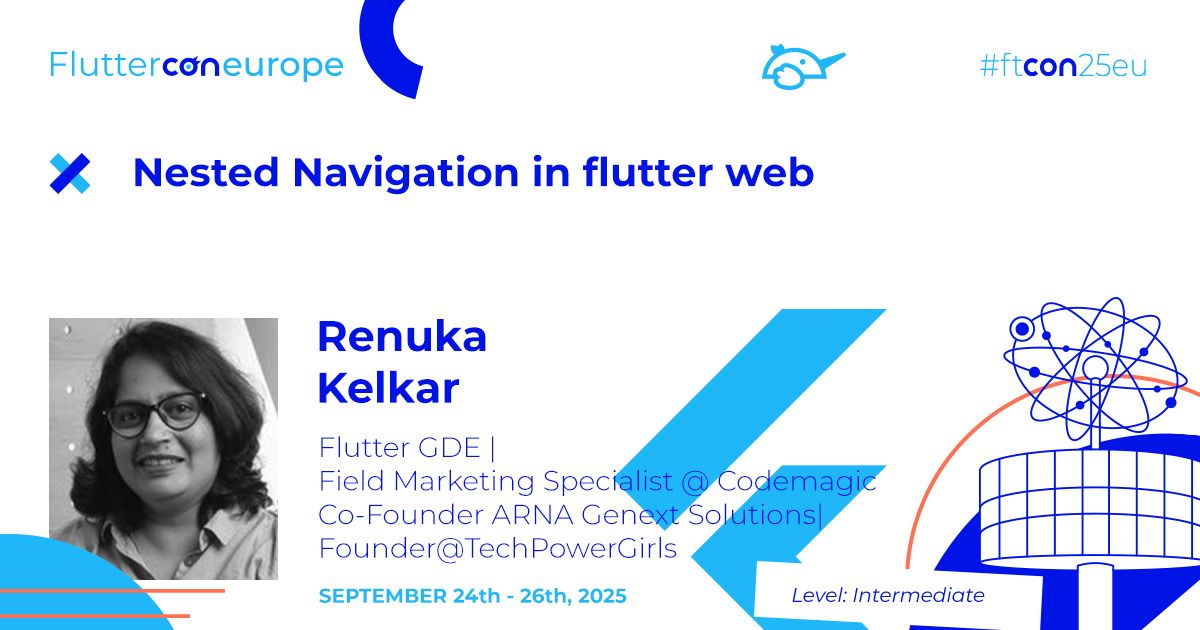 Flutterconeurope
#ftcon25eu
Nested Navigation in flutter web
Renuka
Kelkar
Flutter GDE |
Field Marketing Specialist @ Codemagic
Co-Founder ARNA Genext Solutions|
Founder@TechPowerGirls
SEPTEMBER 24th - 26th, 2025
Level: Intermediate